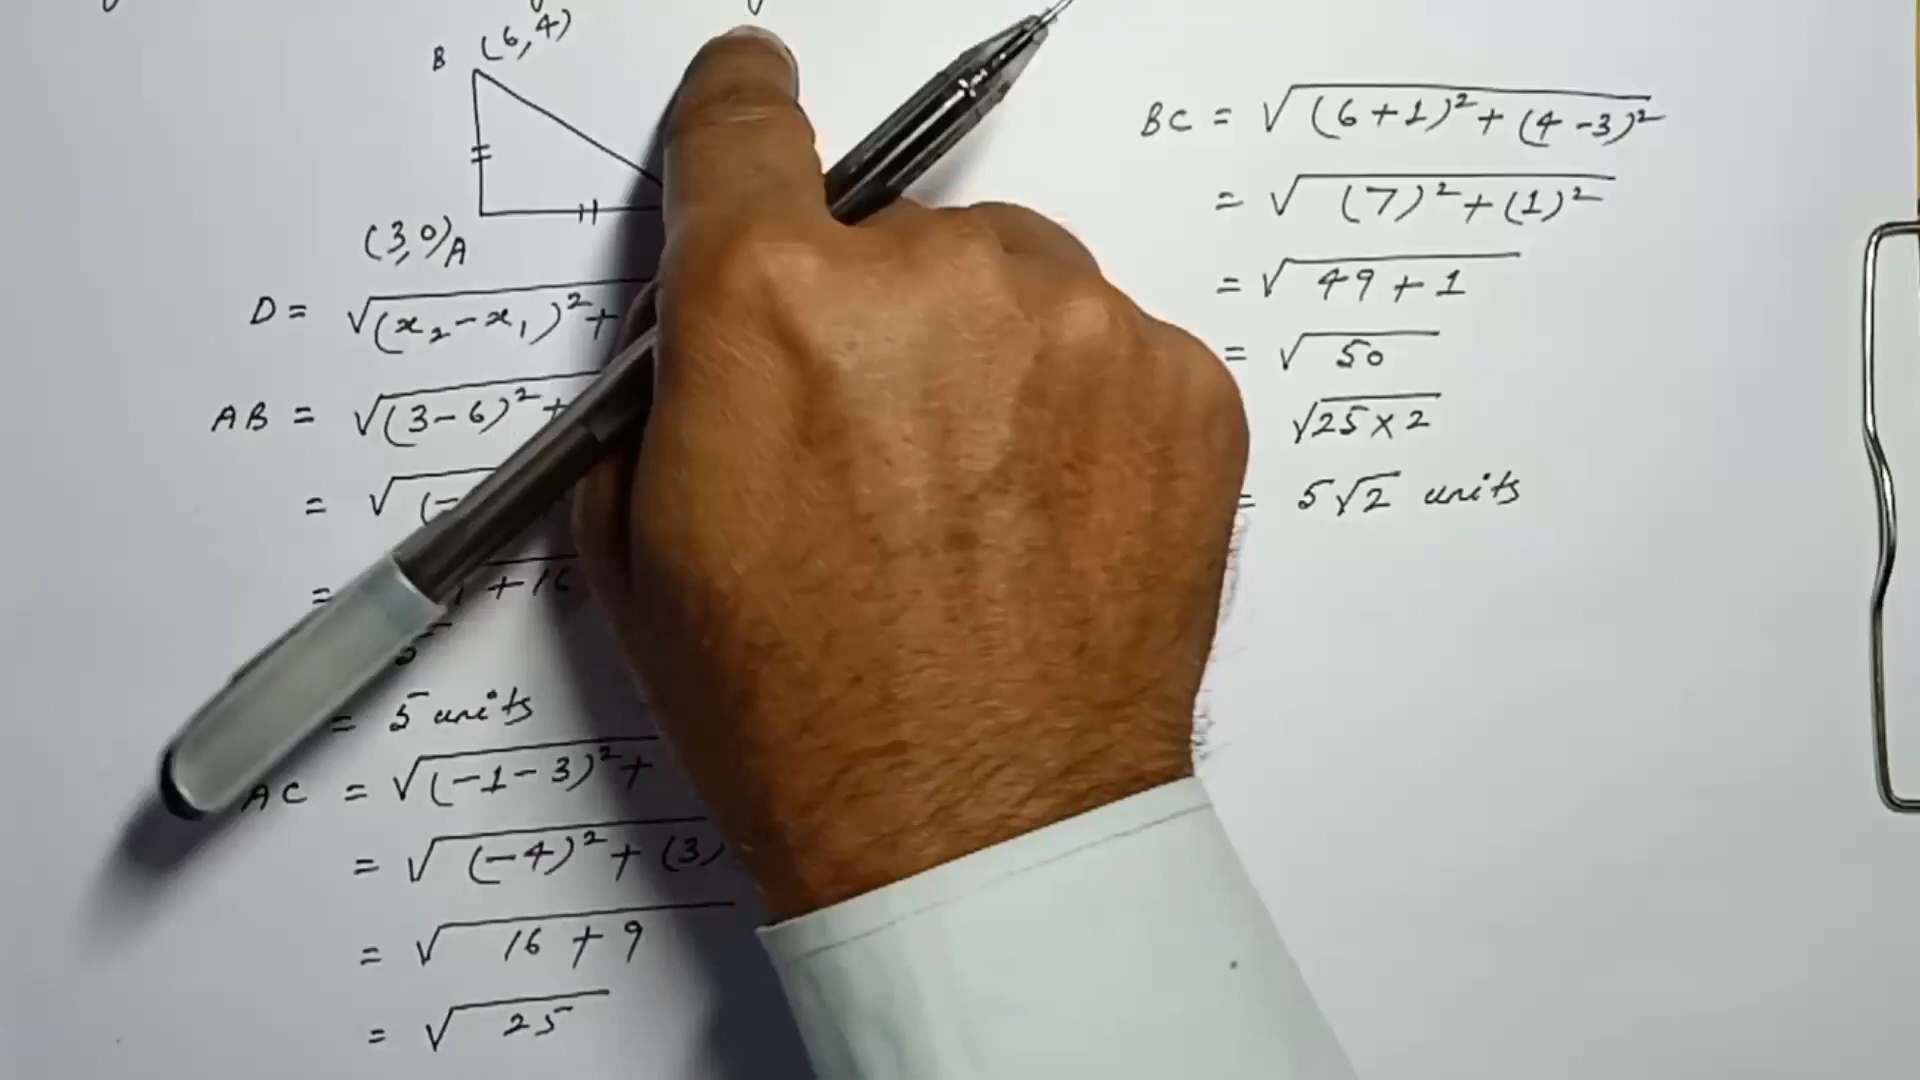 B (6,4)
(3,0) A
D = √(x₂-x₁)²+
AB = √(3-6)²+
= √(-
= + 16
5
= 5 units
AC = √(-1-3)²+
= √(-4)²+(3)
= √16+9
= √25
BC = √(6+1)²+(4-3)²
= √(7)²+(1)²
= √49+1
= √50
√25×2
= 5√2 units